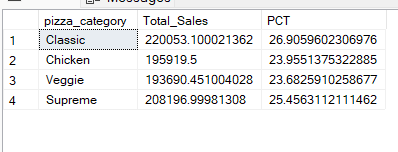 Messages
pizza_category Total_Sales PCT
1 Classic 220053.100021362 26.9059602306976
2 Chicken 195919.5 23.9551375322885
3 Veggie 193690.451004028 23.6825910258677
4 Supreme 208196.99981308 25.4563112111462